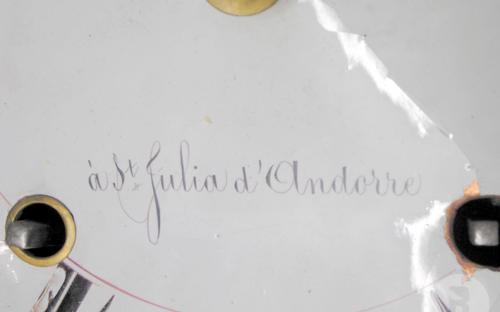 à St Julia d'Andorre